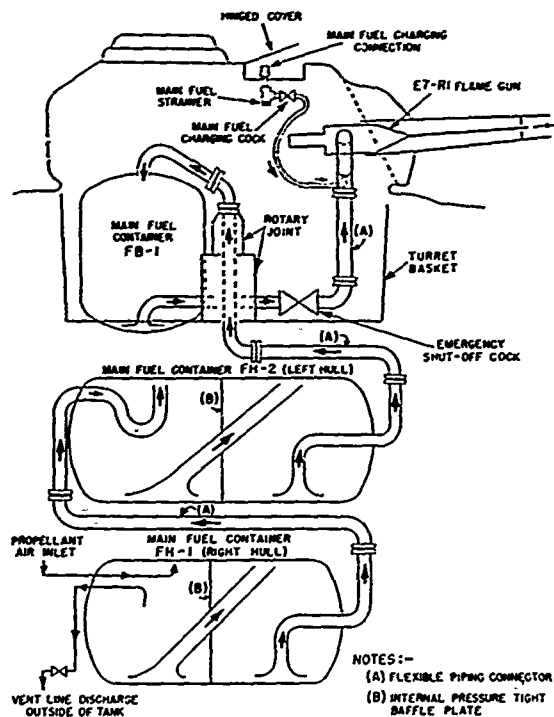 HINGED COVER
MAIN FUEL CHARGING
CONNECTION
MAIN FUEL
STRAINER
MAIN FUEL
CHARGING COCK
E7-R1 FLAME GUN
MAIN FUEL
CONTAINER
FB-1
ROTARY
JOINT
(A)
TURRET
BASKET
(A)
EMERGENCY
SHUT-OFF COCK
MAIN FUEL CONTAINER FH-2 (LEFT HULL)
(B)
(A)
PROPELLANT
AIR INLET
MAIN FUEL CONTAINER
FH-1 (RIGHT HULL)
(B)
VENT LINE DISCHARGE
OUTSIDE OF TANK
NOTES:-
(A) FLEXIBLE PIPING CONNECTOR
(B) INTERNAL PRESSURE TIGHT
BAFFLE PLATE